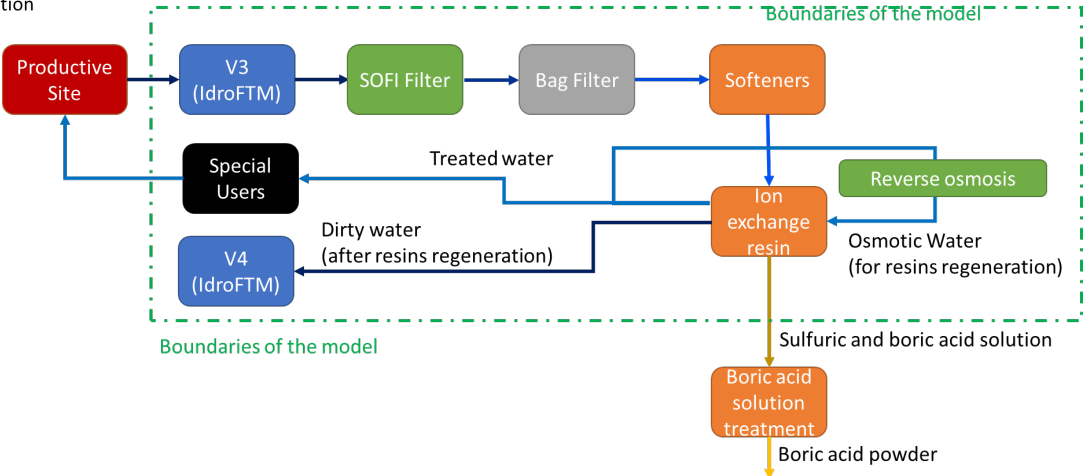 tion
Boundaries of the model
Productive
Site
V3
(IdroFTM)
SOFI Filter
Bag Filter
Softeners
Special
Users
Treated water
Reverse osmosis
Ion
exchange
resin
Dirty water
(after resins regeneration)
Osmotic Water
(for resins regeneration)
V4
(IdroFTM)
Boundaries of the model
Sulfuric and boric acid solution
Boric acid
solution
treatment
Boric acid powder